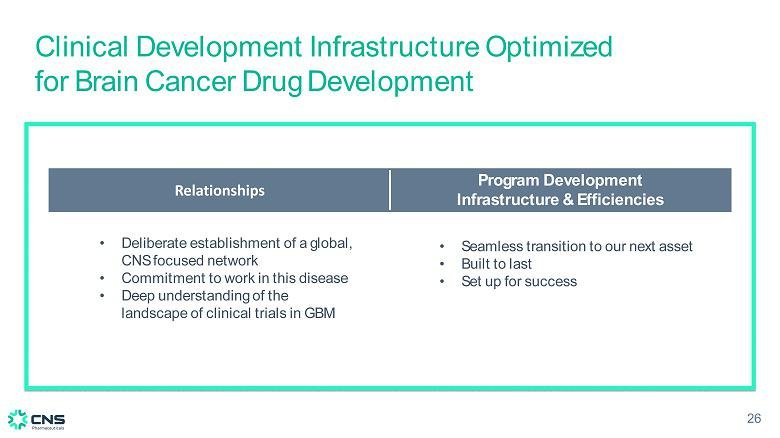 Clinical Development Infrastructure Optimized
for Brain Cancer Drug Development
Relationships
Program Development
Infrastructure & Efficiencies
• Deliberate establishment of a global,
CNS focused network
• Commitment to work in this disease
• Deep understanding of the
landscape of clinical trials in GBM
• Seamless transition to our next asset
• Built to last
• Set up for success
CNS
Pharmaceuticals
26